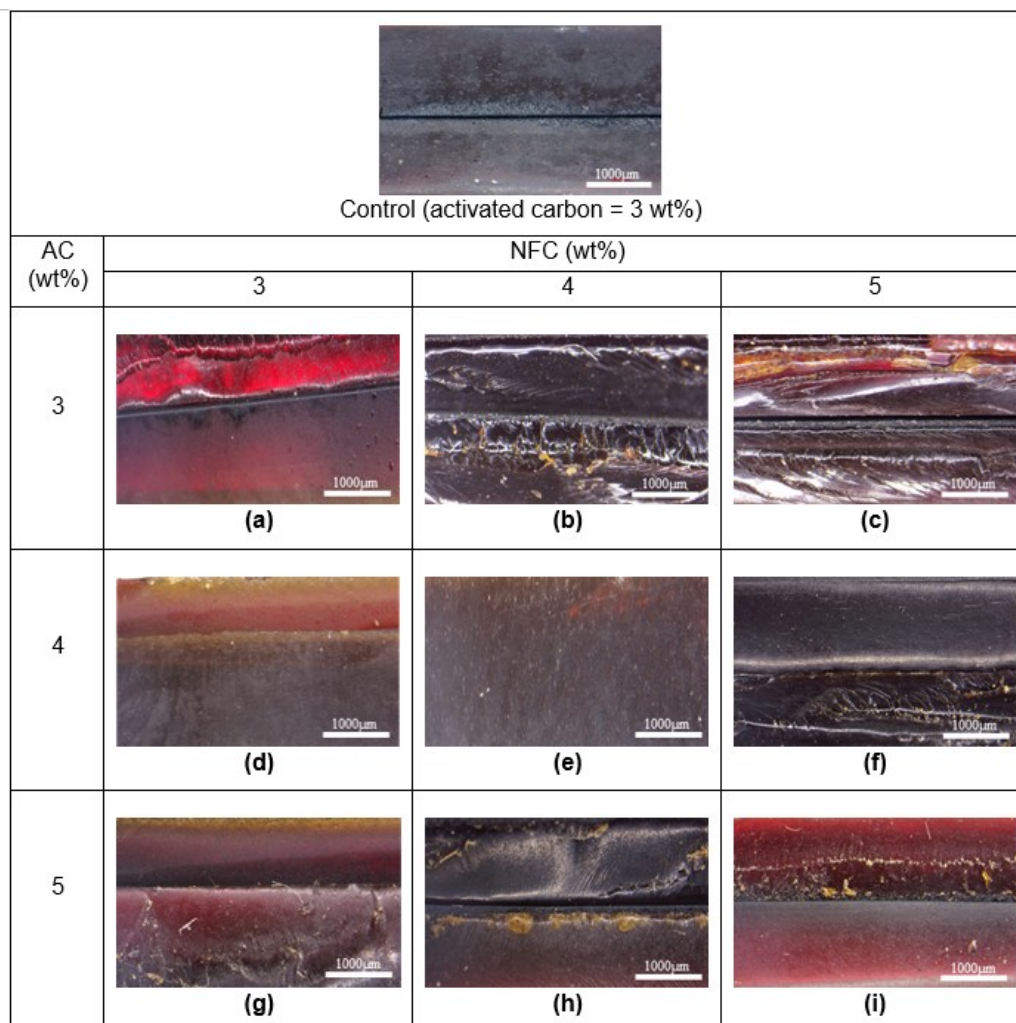 1000µm
Control (activated carbon = 3 wt%)
AC
(wt%)
NFC (wt%)
3
4
5
3
1000µm
1000µm
1000µm
(a)
(b)
(c)
4
1000µm
1000µm
1000µm
(d)
(e)
(f)
5
1000µm
1000µm
1000µm
(g)
(h)
(i)